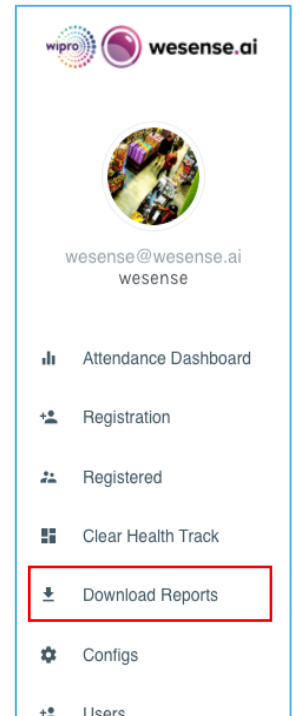 wipro wesense.ai
wesense@wesense.ai
wesense
Attendance Dashboard
Registration
Registered
Clear Health Track
Download Reports
Configs
Users